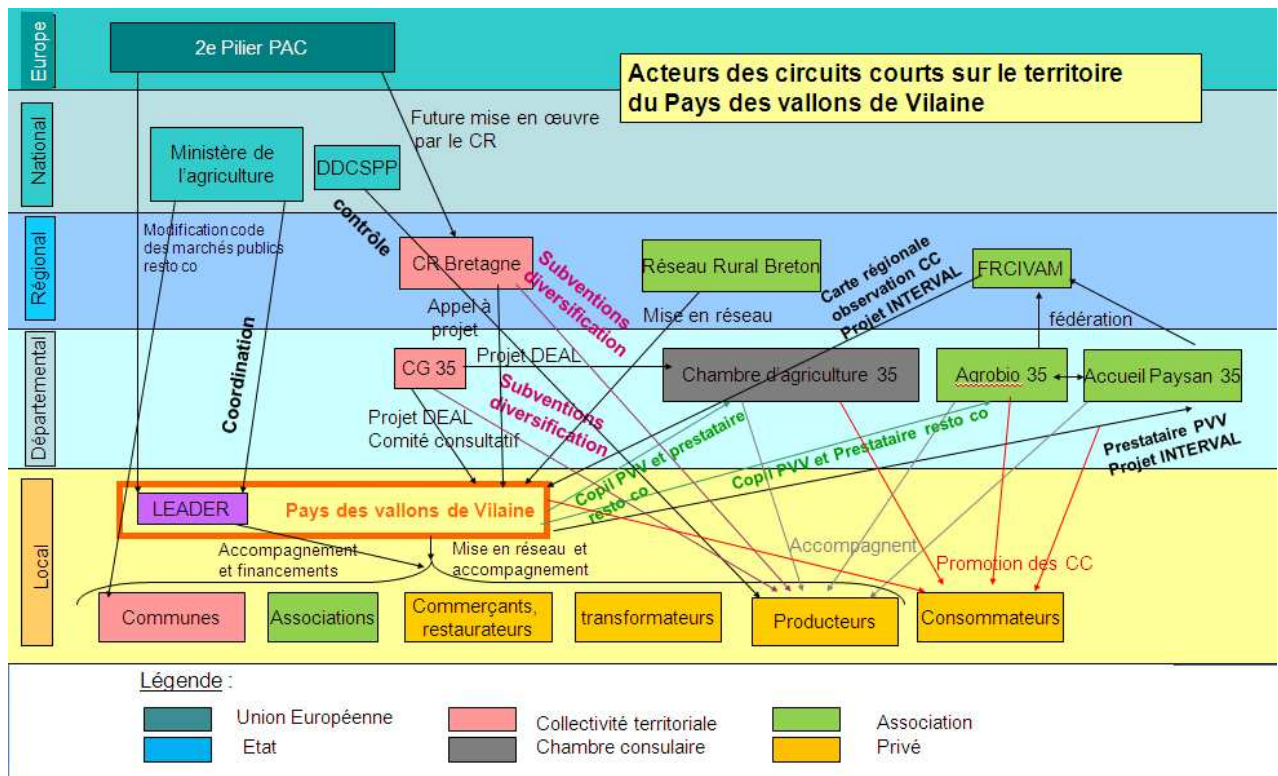 Europe
2e Pilier PAC
Acteurs des circuits courts sur le territoire
du Pays des vallons de Vilaine
National
Future mise en œuvre
par le CR
Ministère de
l'agriculture
DDCSPP
contrôle
Régional
Modification code
des marchés publics
resto co
CR Bretagne
Subventions
diversification
Réseau Rural Breton
Carte régionale
observation CC
Projet INTERVAL
FRCIVAM
Appel à
projet
Mise en réseau
fédération
Départemental
Coordination
CG 35
Projet DEAL
Chambre d'agriculture 35
Agrobio 35
Accueil Paysan 35
Projet DEAL
Comité consultatif
Subventions
diversification
Copil PVV et prestataire
resto co
Copil PVV et Prestataire resto co
Prestataire PVV
Projet INTERVAL
Local
LEADER
Pays des vallons de Vilaine
Accompagnement
et financements
Mise en réseau et
accompagnement
Accompagnent
Promotion des CC
Communes
Associations
Commerçants,
restaurateurs
transformateurs
Producteurs
Consommateurs
Légende :
Union Européenne
Collectivité territoriale
Association
Etat
Chambre consulaire
Privé